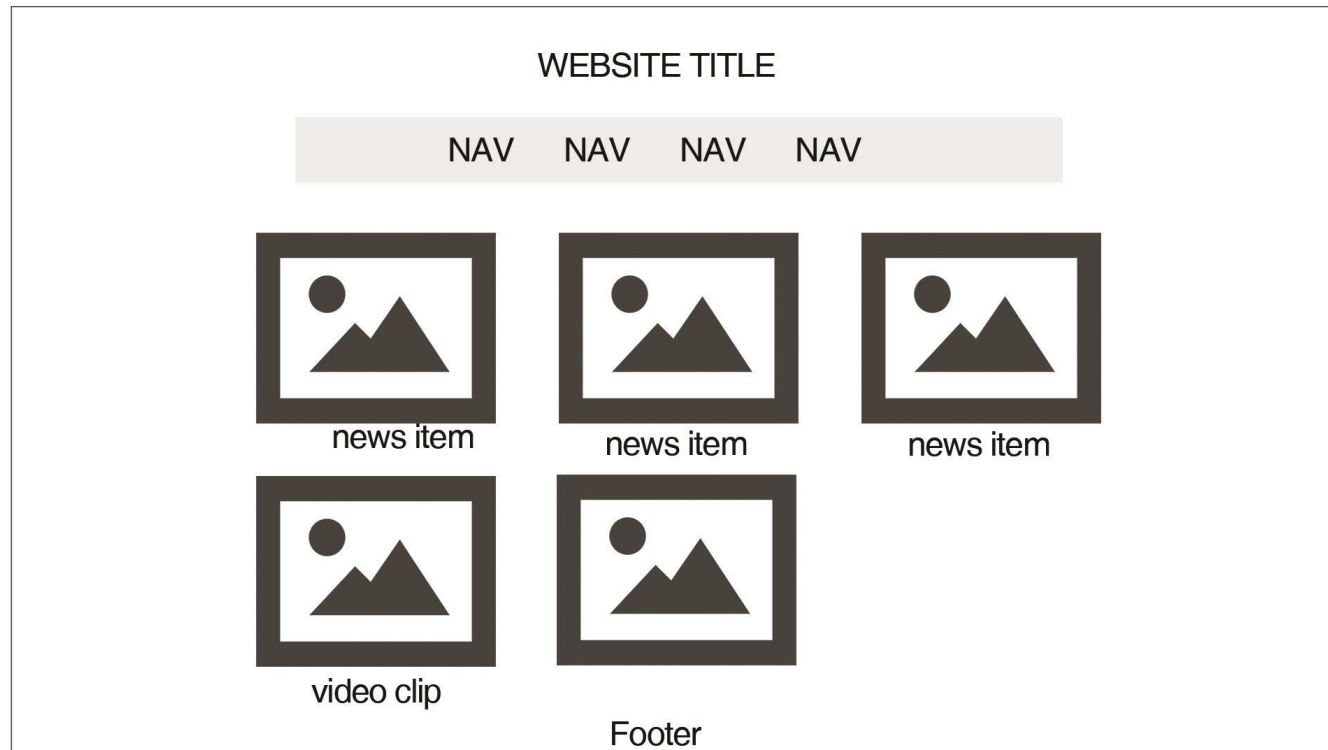 WEBSITE TITLE
NAV NAV NAV NAV
news item news item news item
video clip
Footer